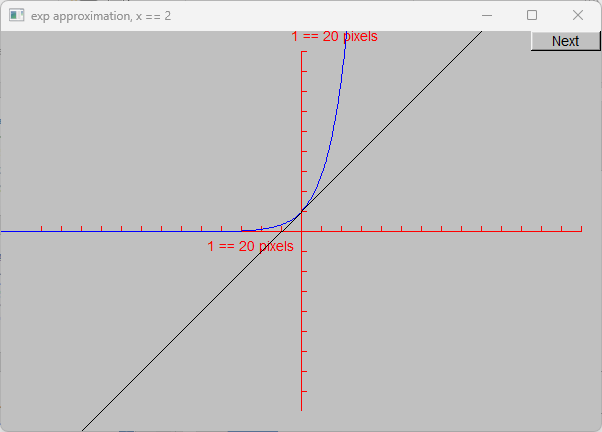 exp approximation, x == 2
1 == 20 pixels
Next
1 == 20 pixels